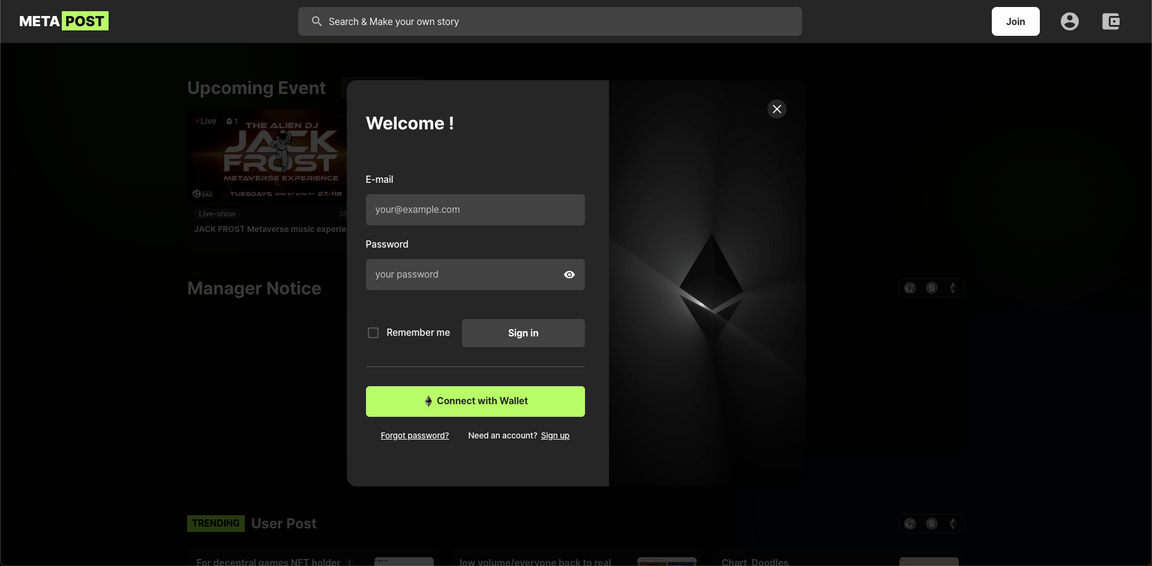 META POST
Search & Make your own story
Join
Upcoming Event
Live 1
THE ALIEN DJ
JACK
FROST
METAVERSE EXPERIENCE
TUESDAYS
Live-show
JACK FROST Metaverse music experie
Welcome !
E-mail
your@example.com
Password
your password
Remember me
Sign in
Connect with Wallet
Forgot password?
Need an account? Sign up
Manager Notice
TRENDING User Post
For decentral games NFT holder
low volume/everyone back to real
Chart Doodles